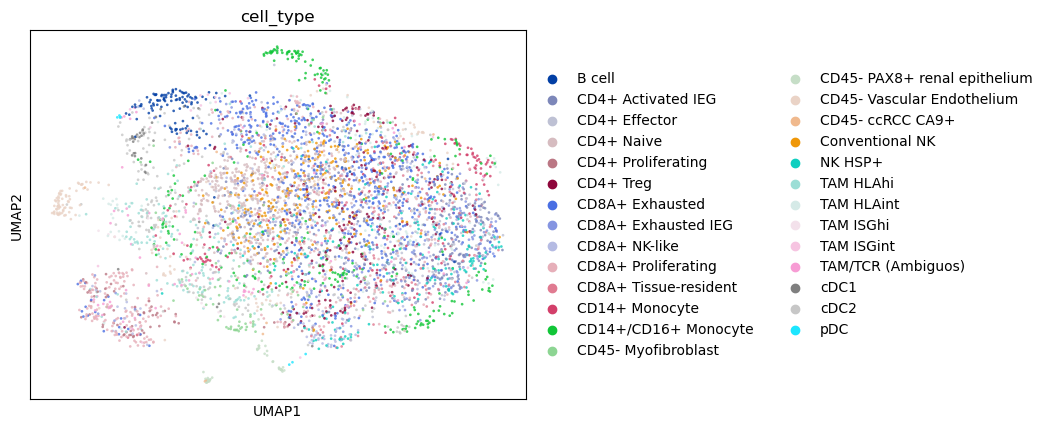 cell_type
UMAP2
UMAP1
B cell
CD4+ Activated IEG
CD4+ Effector
CD4+ Naive
CD4+ Proliferating
CD4+ Treg
CD8A+ Exhausted
CD8A+ Exhausted IEG
CD8A+ NK-like
CD8A+ Proliferating
CD8A+ Tissue-resident
CD14+ Monocyte
CD14+/CD16+ Monocyte
CD45- Myofibroblast
CD45- PAX8+ renal epithelium
CD45- Vascular Endothelium
CD45- ccRCC CA9+
Conventional NK
NK HSP+
TAM HLAhi
TAM HLAint
TAM ISGhi
TAM ISGint
TAM/TCR (Ambiguos)
cDC1
cDC2
pDC